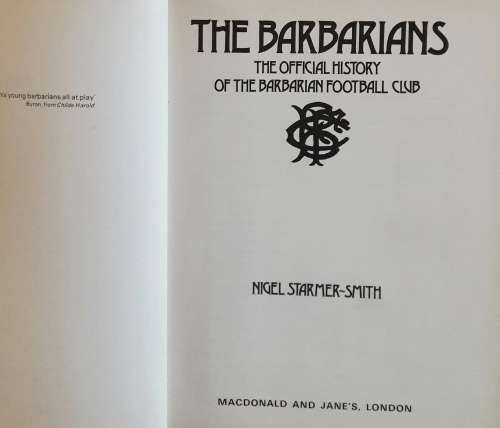 young barbarians all at play'
Byron, from Childe Harold
THE BARBARIANS
THE OFFICIAL HISTORY
OF THE BARBARIAN FOOTBALL CLUB
NIGEL STARMER-SMITH
MACDONALD AND JANE'S, LONDON